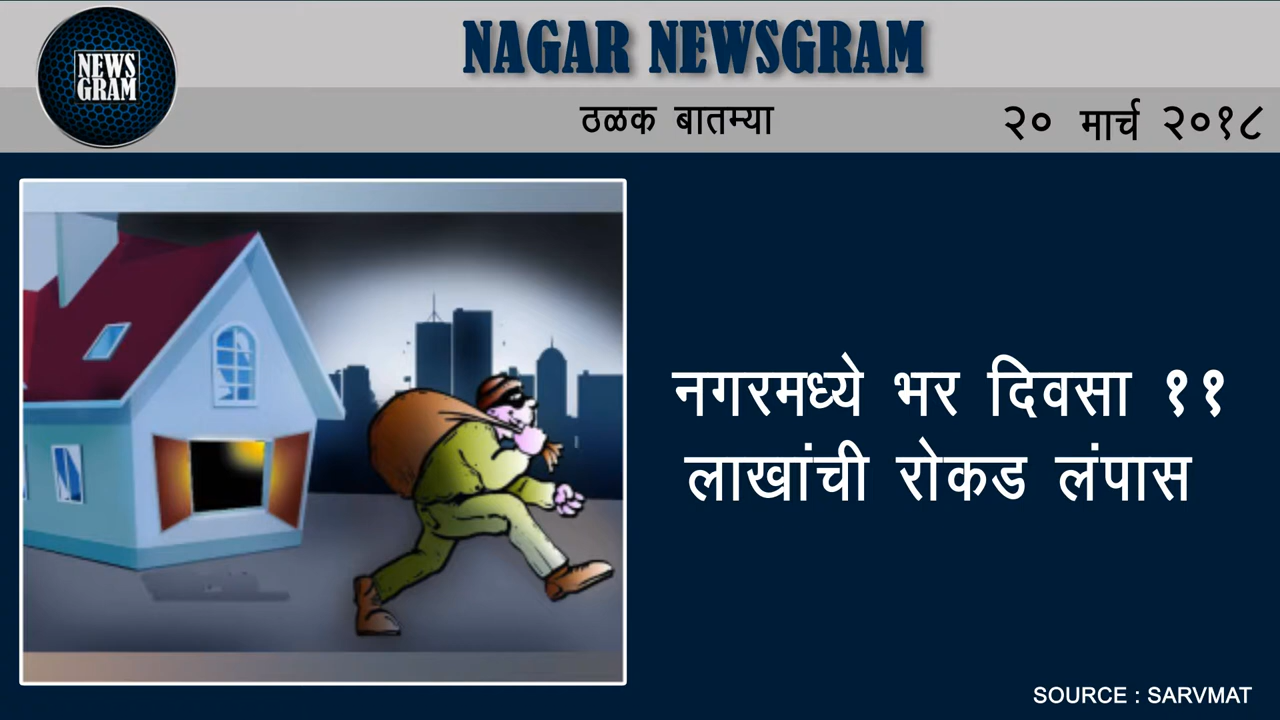 NEWS
GRAM
NAGAR NEWSGRAM
ठळक बातम्या
२० मार्च २०१८
नगरमध्ये भर दिवसा ११
लाखांची रोकड लंपास
SOURCE : SARVMAT